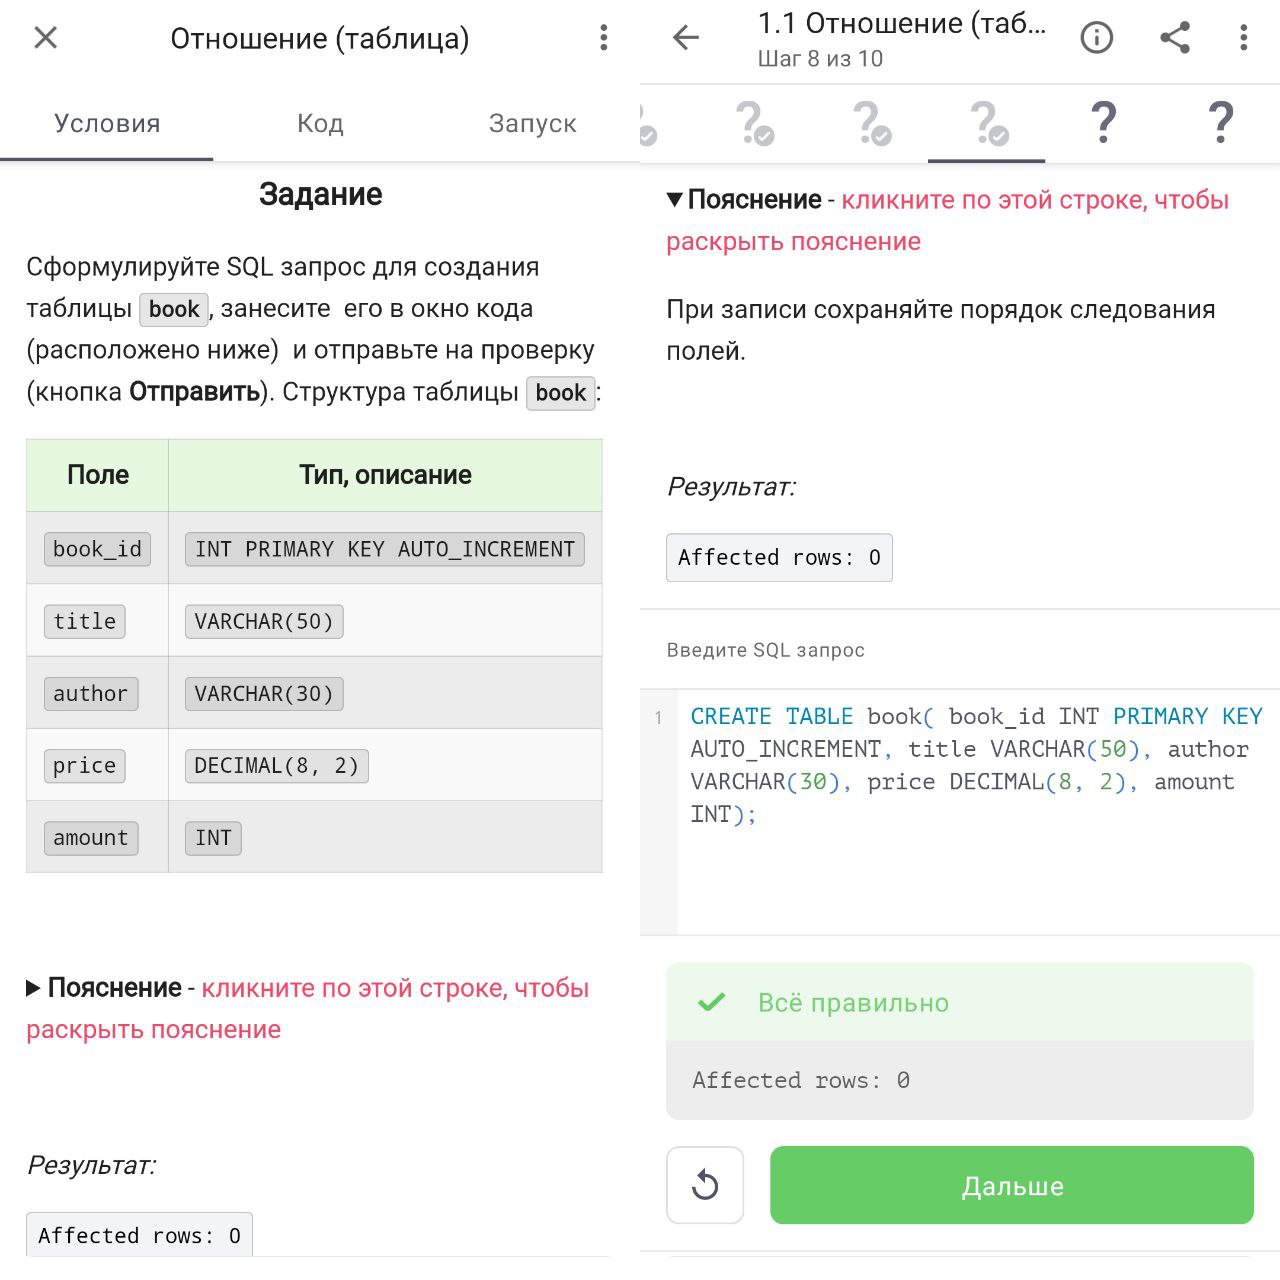 Отношение (таблица)
Условия
Код
Запуск
Задание
Сформулируйте SQL запрос для создания
таблицы book, занесите его в окно кода
(расположено ниже) и отправьте на проверку
(кнопка Отправить). Структура таблицы book:
Поле Тип, описание
book_id INT PRIMARY KEY AUTO_INCREMENT
title VARCHAR(50)
author VARCHAR(30)
price DECIMAL(8, 2)
amount INT
▶ Пояснение - кликните по этой строке, чтобы
раскрыть пояснение
Результат:
Affected rows: 0
1.1 Отношение (таб...
Шаг 8 из 10
▼ Пояснение - кликните по этой строке, чтобы
раскрыть пояснение
При записи сохраняйте порядок следования
полей.
Результат:
Affected rows: 0
Введите SQL запрос
1 CREATE TABLE book( book_id INT PRIMARY KEY
AUTO_INCREMENT, title VARCHAR(50), author
VARCHAR(30), price DECIMAL(8, 2), amount
INT);
Всё правильно
Affected rows: 0
Дальше